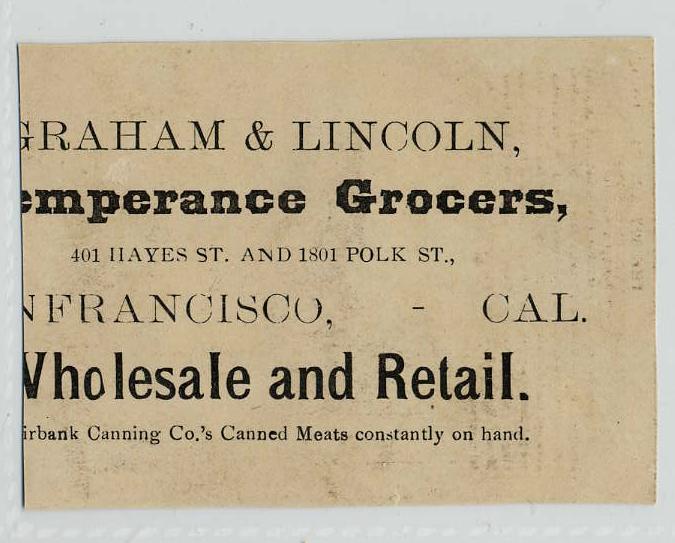 GRAHAM & LINCOLN,
emperance Grocers,
401 HAYES ST. AND 1801 POLK ST.,
N FRANCISCO, - CAL.
Wholesale and Retail.
irbank Canning Co.'s Canned Meats constantly on hand.